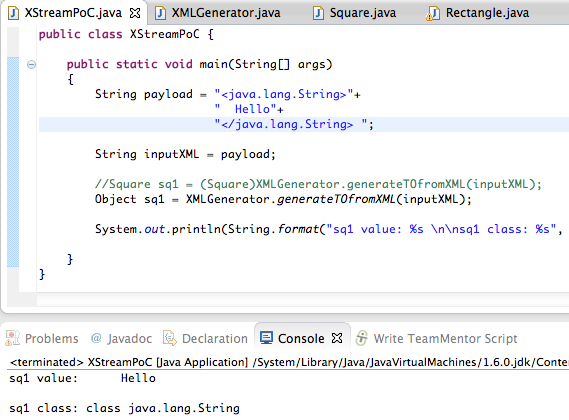 XStreamPoC.java XMLGenerator.java Square.java Rectangle.java
public class XStreamPoC {
public static void main(String[] args)
{
String payload = "<java.lang.String>"+
"  Hello"+
"</java.lang.String> ";
String inputXML = payload;
//Square sq1 = (Square)XMLGenerator.generateTOfromXML(inputXML);
Object sq1 = XMLGenerator.generateTOfromXML(inputXML);
System.out.println(String.format("sq1 value: %s \n\nsq1 class: %s",
}
}
Problems @ Javadoc Declaration Console Write TeamMentor Script
<terminated> XStreamPoC [Java Application] /System/Library/Java/JavaVirtualMachines/1.6.0.jdk/Conte
sq1 value:      Hello
sq1 class: class java.lang.String